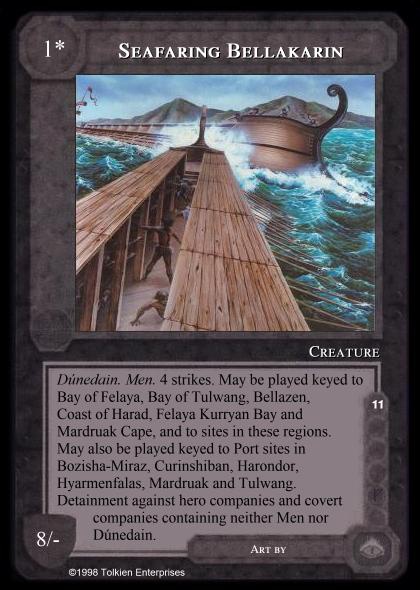 1*
SEAFARING BELLAKARIN
CREATURE
Dúnedain. Men. 4 strikes. May be played keyed to
Bay of Felaya, Bay of Tulwang, Bellazen,
Coast of Harad, Felaya Kurryan Bay and
Mardruak Cape, and to sites in these regions.
May also be played keyed to Port sites in
Bozisha-Miraz, Curinshiban, Harondor,
Hyarmenfalas, Mardruak and Tulwang.
Detainment against hero companies and covert
companies containing neither Men nor
Dúnedain.
11
8/-
ART BY
©1998 Tolkien Enterprises